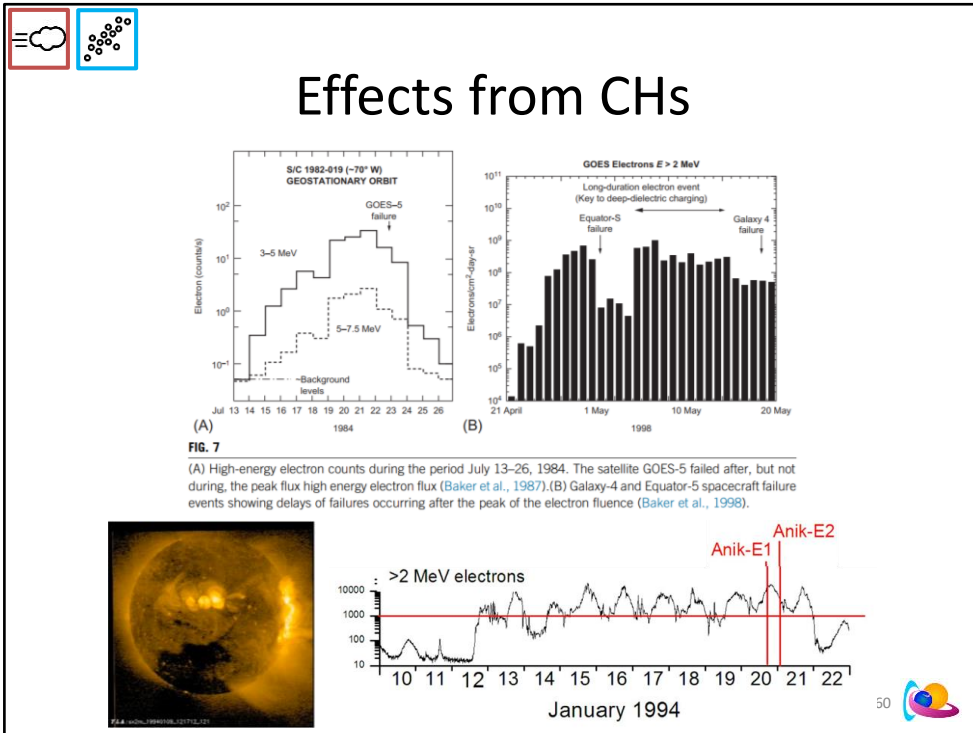 Effects from CHs
S/C 1982-019 (~70° W)
GEOSTATIONARY ORBIT
GOES–5
failure
3–5 MeV
5–7.5 MeV
Background
levels
Electron (counts/s)
10²
10¹
10⁰
10⁻¹
Jul 13 14 15 16 17 18 19 20 21 22 23 24 25 26
(A)
1984
GOES Electrons E > 2 MeV
Long-duration electron event
(Key to deep-dielectric charging)
Equator-S
failure
Galaxy 4
failure
Electrons/cm²-day-sr
10¹¹
10¹⁰
10⁹
10⁸
10⁷
10⁶
10⁵
10⁴
21 April 1 May 10 May 20 May
(B)
1998
FIG. 7
(A) High-energy electron counts during the period July 13–26, 1984. The satellite GOES-5 failed after, but not
during, the peak flux high energy electron flux (Baker et al., 1987).(B) Galaxy-4 and Equator-5 spacecraft failure
events showing delays of failures occurring after the peak of the electron fluence (Baker et al., 1998).
Anik-E2
Anik-E1
>2 MeV electrons
10000
1000
100
10
10 11 12 13 14 15 16 17 18 19 20 21 22
January 1994
60